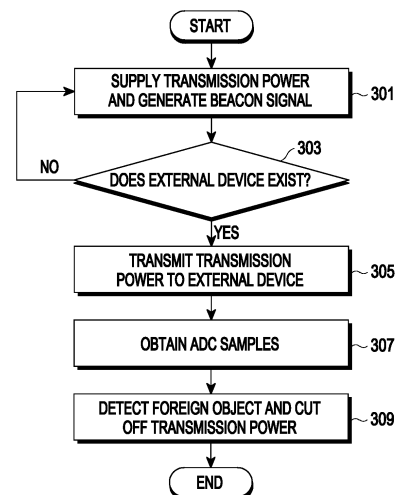 START
SUPPLY TRANSMISSION POWER
AND GENERATE BEACON SIGNAL
301
303
NO
DOES EXTERNAL DEVICE EXIST?
YES
TRANSMIT TRANSMISSION
POWER TO EXTERNAL DEVICE
305
OBTAIN ADC SAMPLES
307
DETECT FOREIGN OBJECT AND CUT
OFF TRANSMISSION POWER
309
END